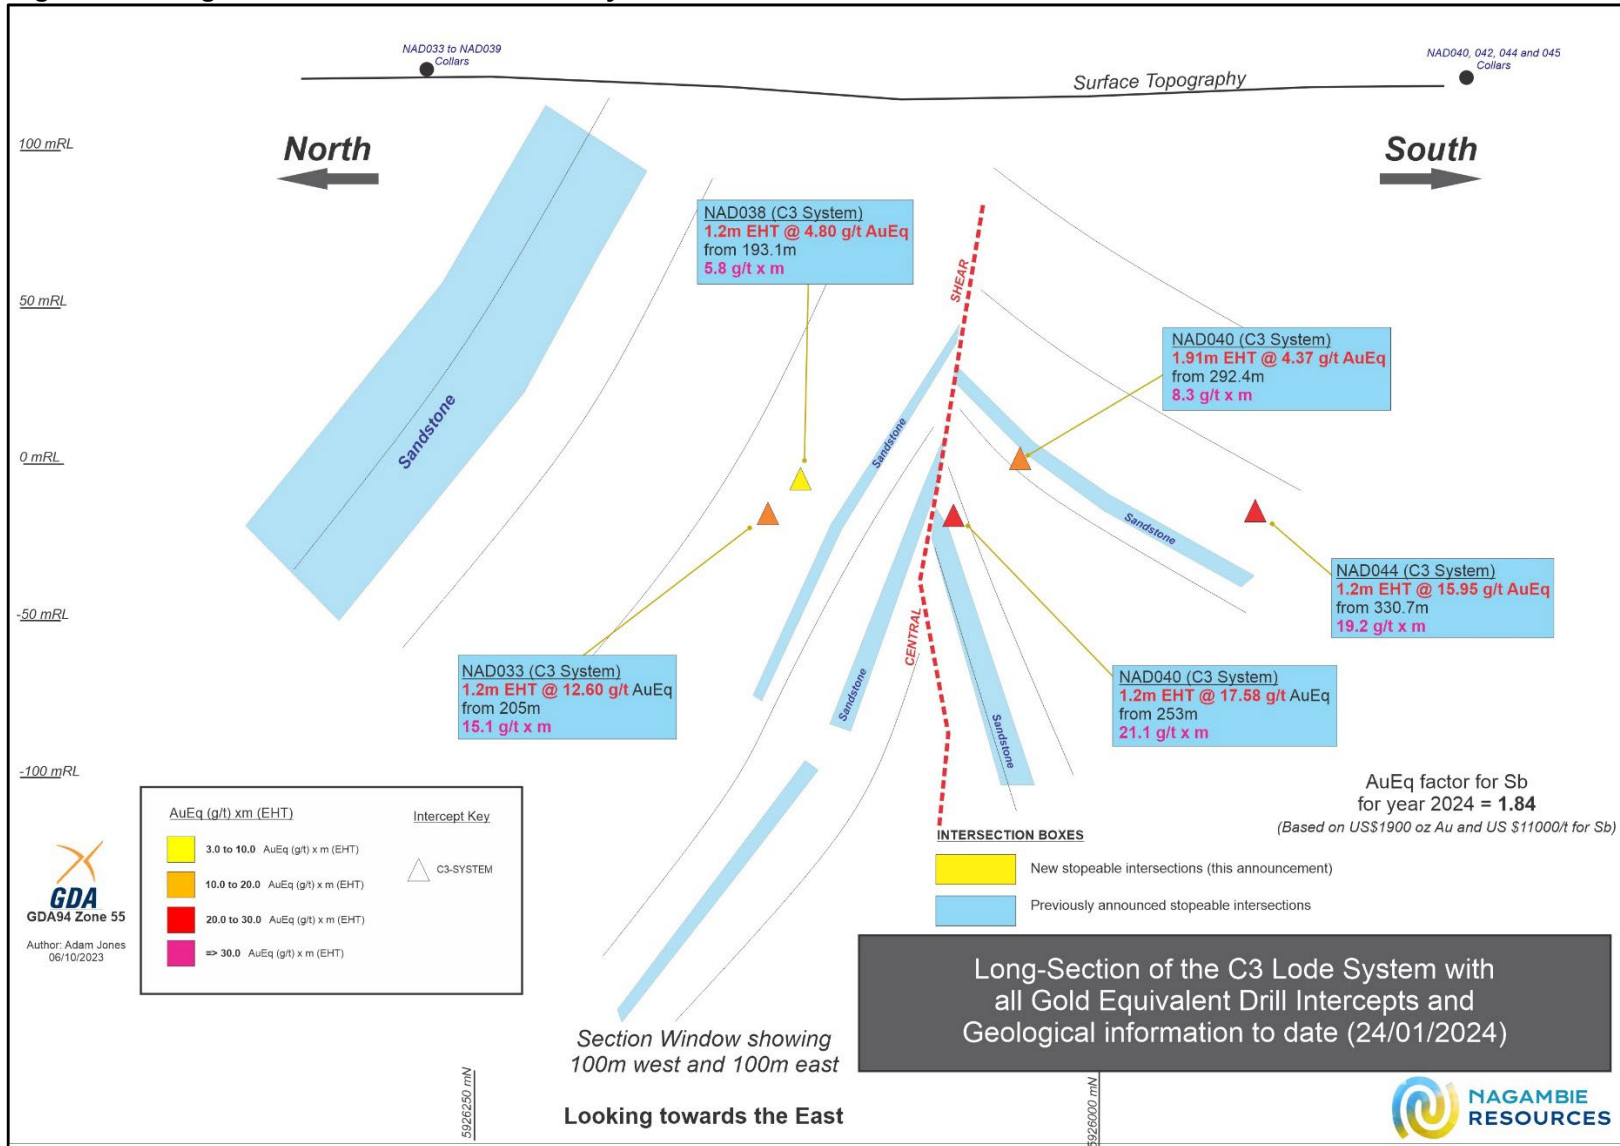 NAD033 to NAD039
Collars
NAD040, 042, 044 and 045
Collars
Surface Topography
100 mRL
North
South
NAD038 (C3 System)
1.2m EHT @ 4.80 g/t AuEq
from 193.1m
5.8 g/t x m
SHEAR
50 mRL
NAD040 (C3 System)
1.91m EHT @ 4.37 g/t AuEq
from 292.4m
8.3 g/t x m
Sandstone
Sandstone
0 mRL
Sandstone
NAD044 (C3 System)
1.2m EHT @ 15.95 g/t AuEq
from 330.7m
19.2 g/t x m
-50 mRL
CENTRAL
NAD033 (C3 System)
1.2m EHT @ 12.60 g/t AuEq
from 205m
15.1 g/t x m
Sandstone
Sandstone
NAD040 (C3 System)
1.2m EHT @ 17.58 g/t AuEq
from 253m
21.1 g/t x m
-100 mRL
AuEq factor for Sb
for year 2024 = 1.84
(Based on US$1900 oz Au and US $11000/t for Sb)
AuEq (g/t) xm (EHT)
Intercept Key
3.0 to 10.0 AuEq (g/t) x m (EHT)
C3-SYSTEM
10.0 to 20.0 AuEq (g/t) x m (EHT)
20.0 to 30.0 AuEq (g/t) x m (EHT)
=> 30.0 AuEq (g/t) x m (EHT)
INTERSECTION BOXES
New stopeable intersections (this announcement)
Previously announced stopeable intersections
GDA
GDA94 Zone 55
Author: Adam Jones
06/10/2023
Long-Section of the C3 Lode System with
all Gold Equivalent Drill Intercepts and
Geological information to date (24/01/2024)
Section Window showing
100m west and 100m east
5926250 mN
Looking towards the East
5926000 mN
NAGAMBIE
RESOURCES